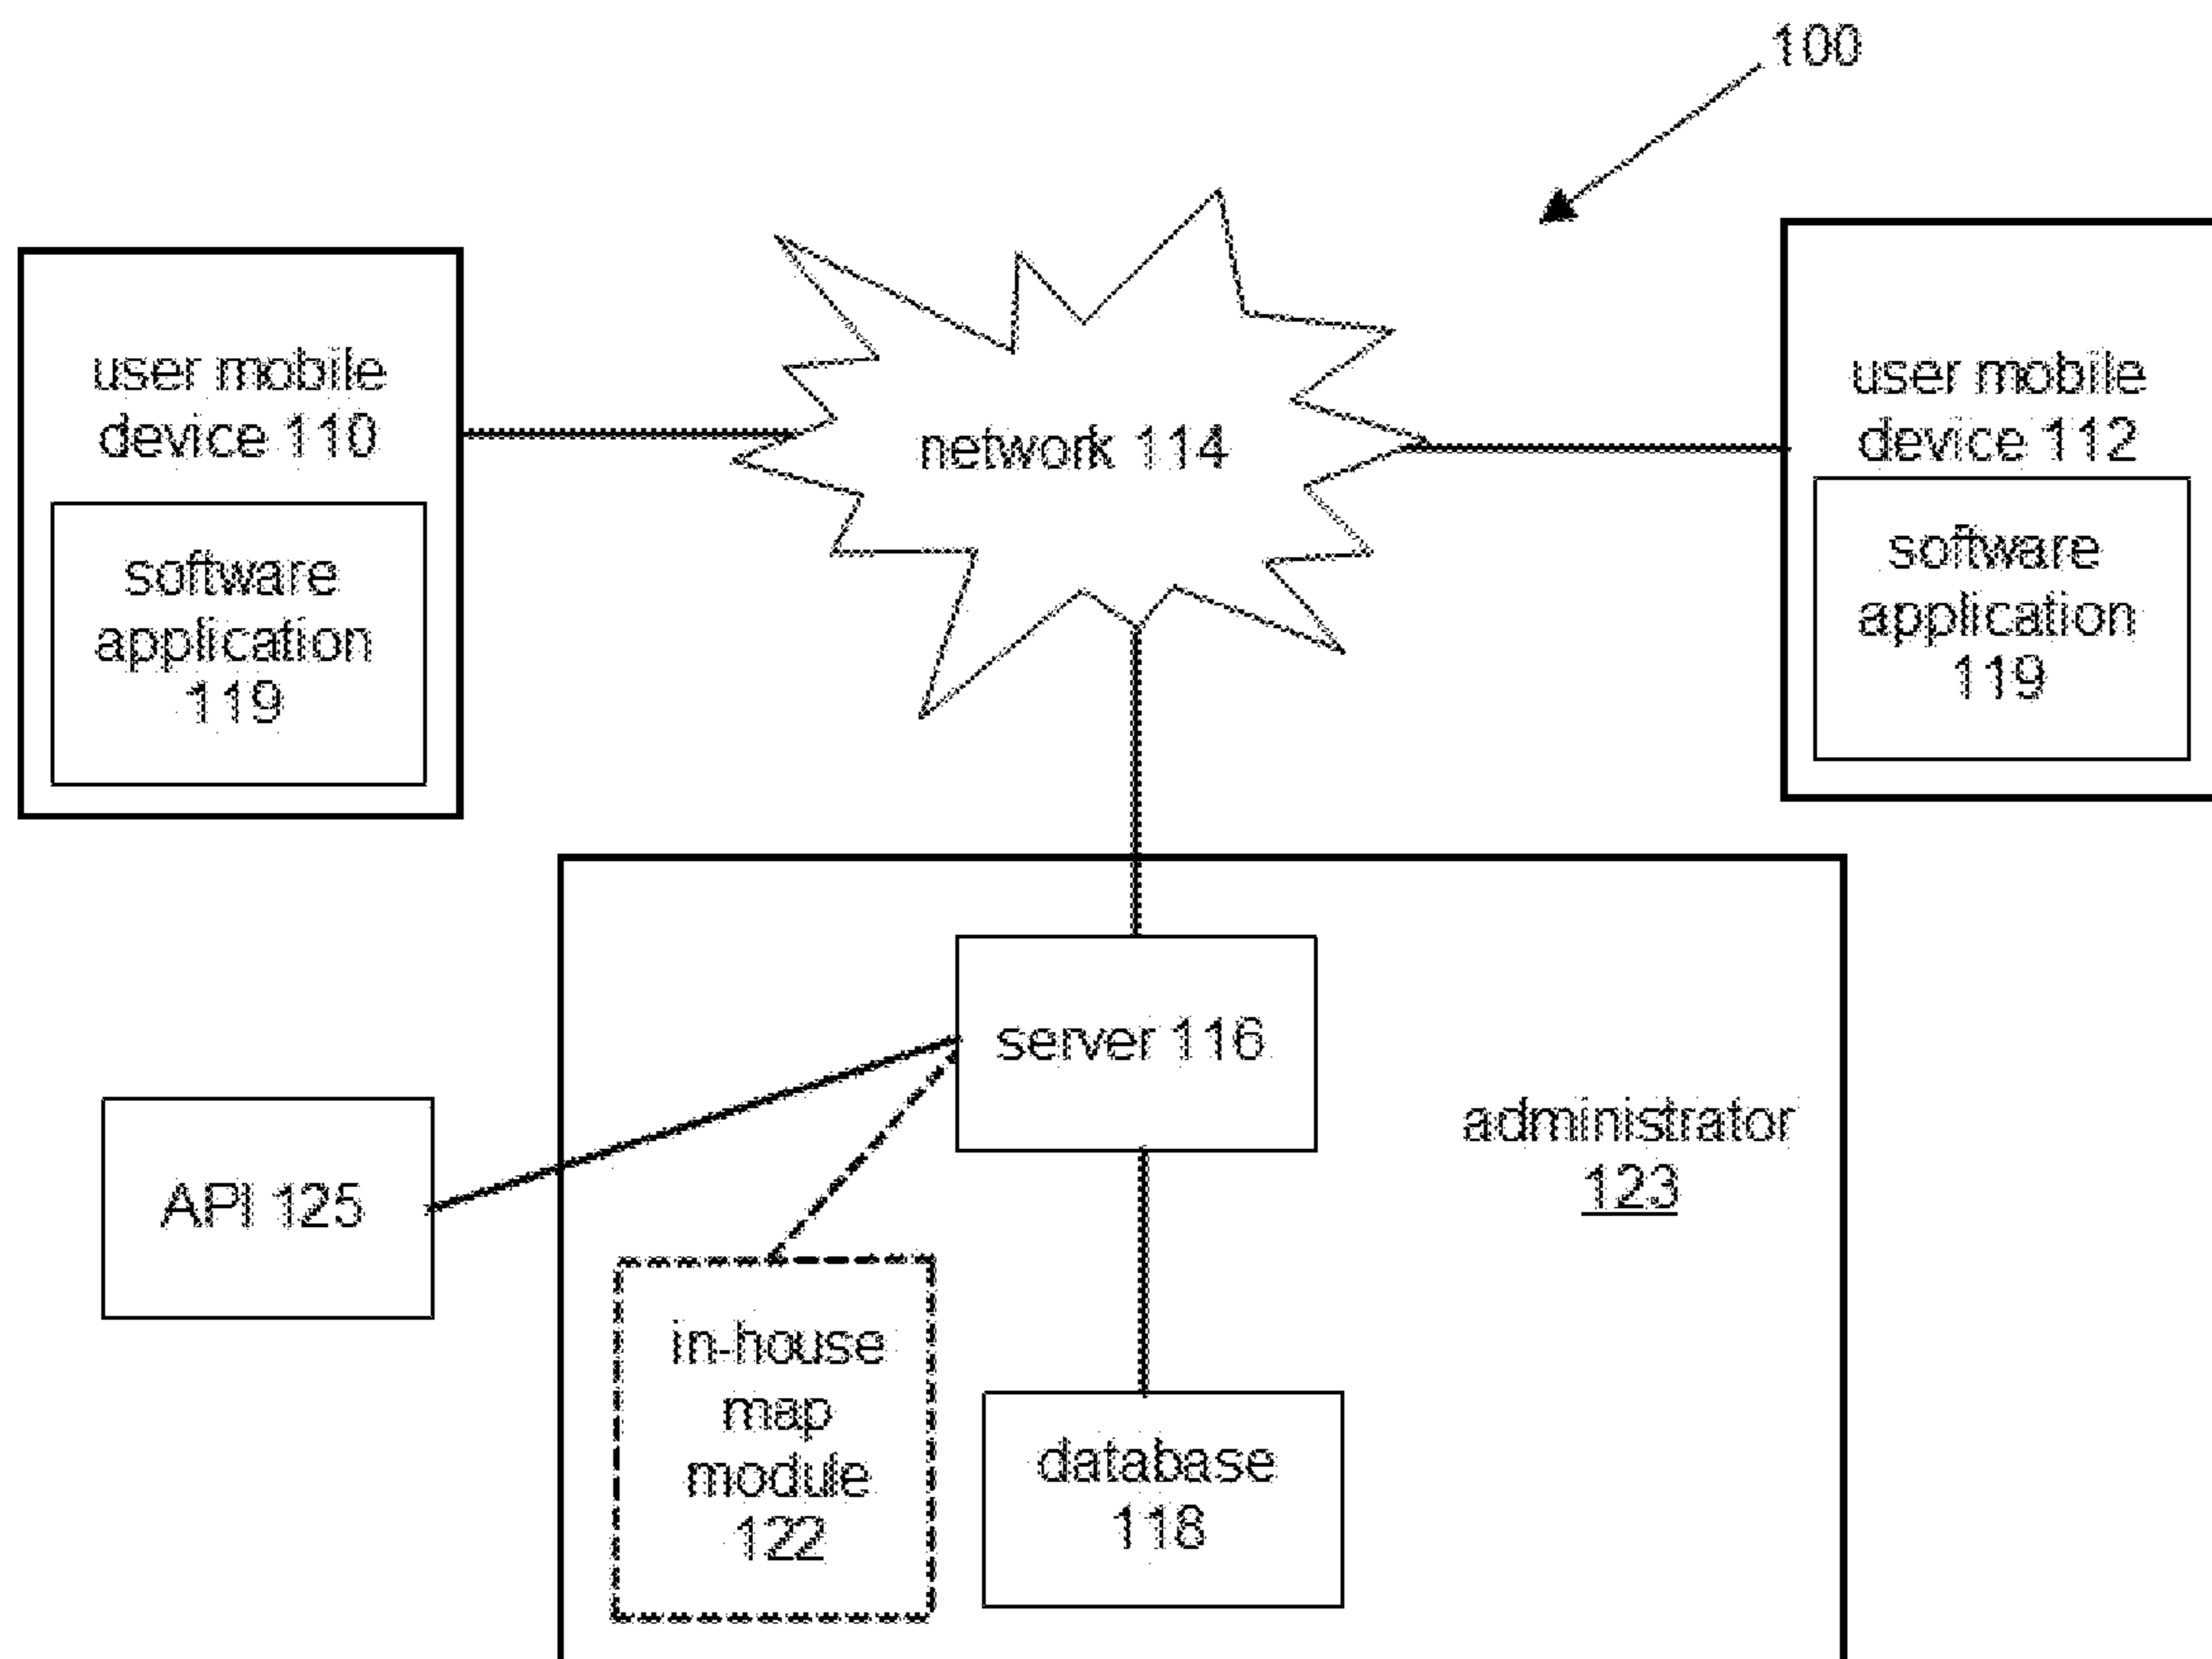 100
user mobile
device 110
software
application
119
network 114
user mobile
device 112
software
application
119
server 116
administrator
123
API 125
in-house
map
module
122
database
118